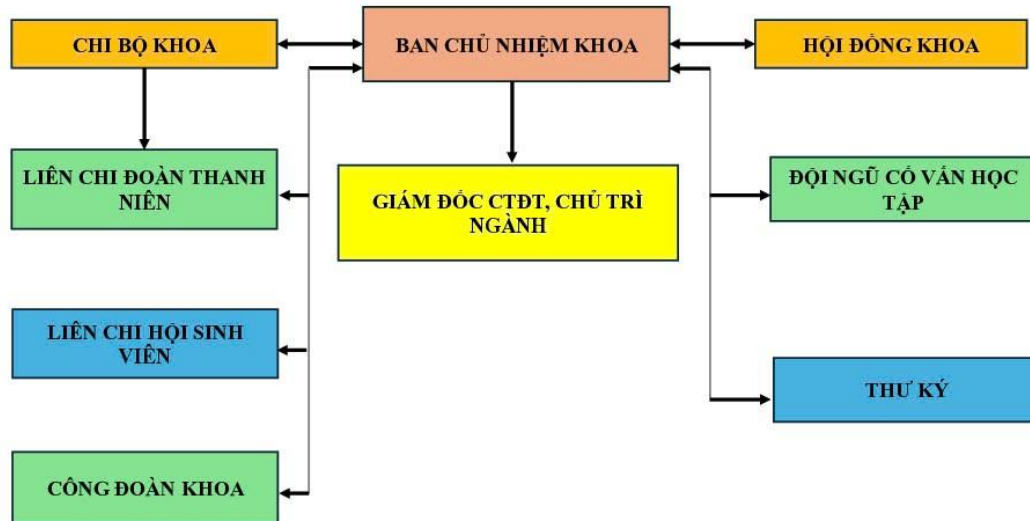 CHI BỘ KHOA
BAN CHỦ NHIỆM KHOA
HỘI ĐỒNG KHOA
LIÊN CHI ĐOÀN THANH
NIÊN
GIÁM ĐỐC CTĐT, CHỦ TRÌ
NGÀNH
ĐỘI NGŨ CỐ VẤN HỌC
TẬP
LIÊN CHI HỘI SINH
VIÊN
THƯ KÝ
CÔNG ĐOÀN KHOA